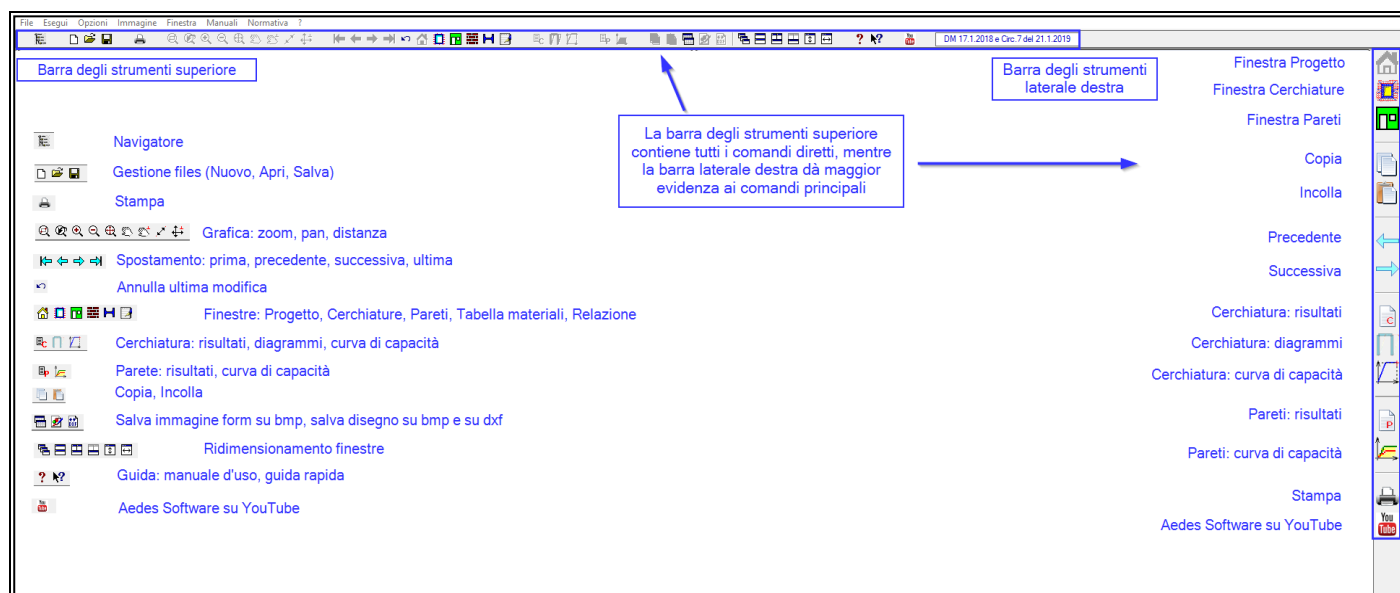 File Esegui Opzioni Immagine Finestra Manuali Normativa ?
DM 17.1.2018 e Circ.7 del 21.1.2019
Barra degli strumenti superiore
Barra degli strumenti
laterale destra
La barra degli strumenti superiore
contiene tutti i comandi diretti, mentre
la barra laterale destra dà maggior
evidenza ai comandi principali
Navigatore
Gestione files (Nuovo, Apri, Salva)
Stampa
Grafica: zoom, pan, distanza
Spostamento: prima, precedente, successiva, ultima
Annulla ultima modifica
Finestre: Progetto, Cerchiature, Pareti, Tabella materiali, Relazione
Cerchiatura: risultati, diagrammi, curva di capacità
Parete: risultati, curva di capacità
Copia, Incolla
Salva immagine form su bmp, salva disegno su bmp e su dxf
Ridimensionamento finestre
Guida: manuale d'uso, guida rapida
Aedes Software su YouTube
Finestra Progetto
Finestra Cerchiature
Finestra Pareti
Copia
Incolla
Precedente
Successiva
Cerchiatura: risultati
Cerchiatura: diagrammi
Cerchiatura: curva di capacità
Pareti: risultati
Pareti: curva di capacità
Stampa
Aedes Software su YouTube
You
Tube